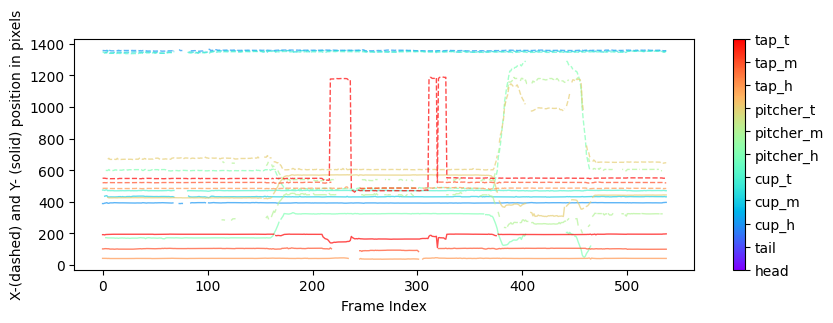 X-(dashed) and Y- (solid) position in pixels
1400
1200
1000
800
600
400
200
0
0 100 200 300 400 500
Frame Index
tap_t
tap_m
tap_h
pitcher_t
pitcher_m
pitcher_h
cup_t
cup_m
cup_h
tail
head